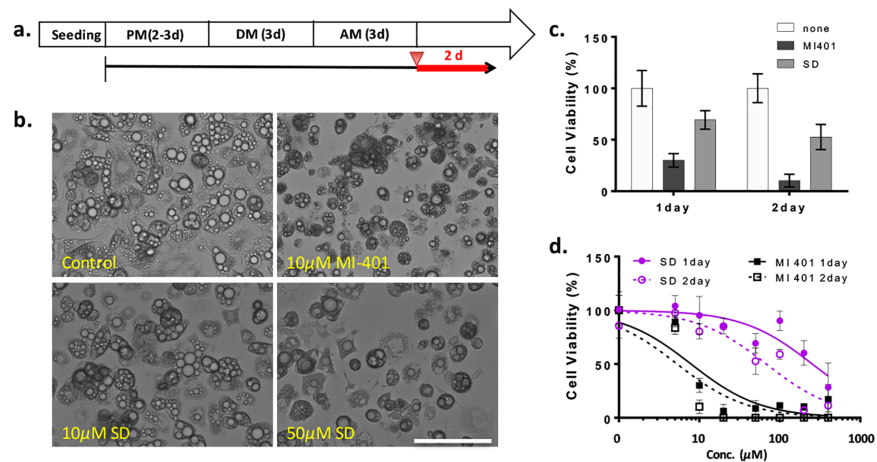 a.
Seeding PM(2-3d) DM (3d) AM (3d)
2 d
b.
Control
10μM MI-401
10μM SD
50μM SD
c.
none
MI401
SD
Cell Viability (%)
150
100
50
0
1day 2day
d.
SD 1day MI 401 1day
SD 2day MI 401 2day
Cell Viability (%)
150
100
50
0
0 10 100 1000
Conc. (μM)